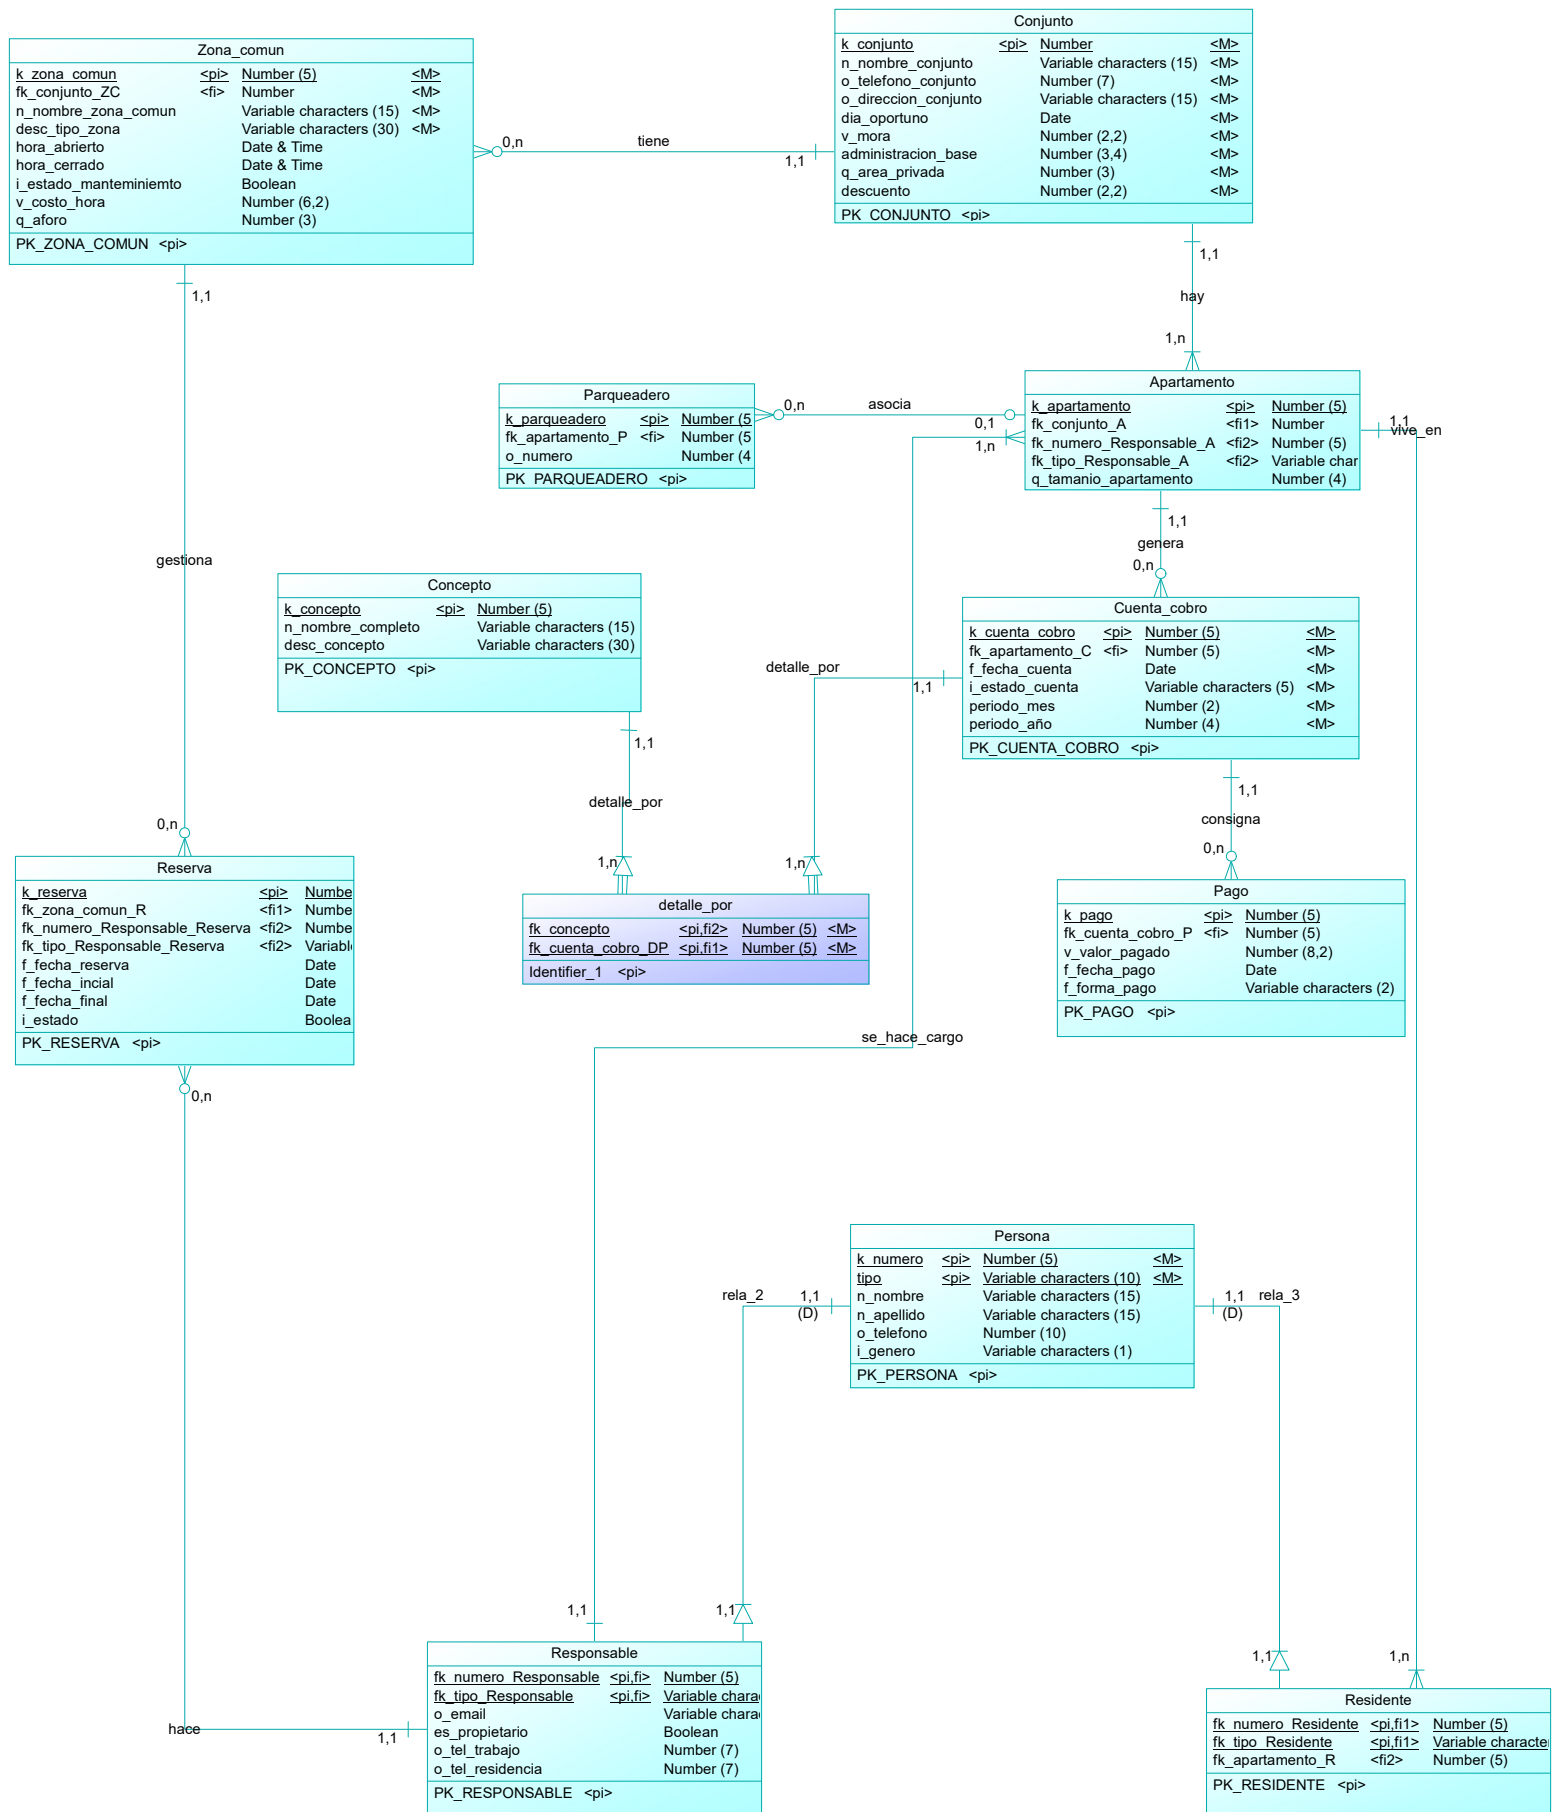 Conjunto
k_conjunto <pi> Number <M>
n_nombre_conjunto Variable characters (15) <M>
o_telefono_conjunto Number (7) <M>
o_direccion_conjunto Variable characters (15) <M>
dia_oportuno Date <M>
v_mora Number (2,2) <M>
administracion_base Number (3,4) <M>
q_area_privada Number (3) <M>
descuento Number (2,2) <M>
PK_CONJUNTO <pi>
Zona_comun
k_zona_comun <pi> Number (5) <M>
fk_conjunto_ZC <fi> Number <M>
n_nombre_zona_comun Variable characters (15) <M>
desc_tipo_zona Variable characters (30) <M>
hora_abierto Date & Time
hora_cerrado Date & Time
i_estado_manteminiemto Boolean
v_costo_hora Number (6,2)
q_aforo Number (3)
PK_ZONA_COMUN <pi>
0,n
tiene
1,1
1,1
hay
1,n
1,1
gestiona
0,n
Parqueadero
k_parqueadero <pi> Number (5
fk_apartamento_P <fi> Number (5
o_numero Number (4
PK_PARQUEADERO <pi>
0,n
asocia
0,1
1,n
Apartamento
k_apartamento <pi> Number (5)
fk_conjunto_A <fi1> Number
fk_numero_Responsable_A <fi2> Number (5)
fk_tipo_Responsable_A <fi2> Variable char
q_tamanio_apartamento Number (4)
1,1
vive_en
1,1
genera
0,n
Concepto
k_concepto <pi> Number (5)
n_nombre_completo Variable characters (15)
desc_concepto Variable characters (30)
PK_CONCEPTO <pi>
1,1
detalle_por
1,n
Cuenta_cobro
k_cuenta_cobro <pi> Number (5) <M>
fk_apartamento_C <fi> Number (5) <M>
f_fecha_cuenta Date <M>
i_estado_cuenta Variable characters (5) <M>
periodo_mes Number (2) <M>
periodo_año Number (4) <M>
PK_CUENTA_COBRO <pi>
detalle_por
1,1
1,n
1,1
consigna
0,n
Reserva
k_reserva <pi> Numbe
fk_zona_comun_R <fi1> Numbe
fk_numero_Responsable_Reserva <fi2> Numbe
fk_tipo_Responsable_Reserva <fi2> Variabl
f_fecha_reserva Date
f_fecha_incial Date
f_fecha_final Date
i_estado Boolea
PK_RESERVA <pi>
0,n
detalle_por
fk_concepto <pi,fi2> Number (5) <M>
fk_cuenta_cobro_DP <pi,fi1> Number (5) <M>
Identifier_1 <pi>
Pago
k_pago <pi> Number (5)
fk_cuenta_cobro_P <fi> Number (5)
v_valor_pagado Number (8,2)
f_fecha_pago Date
f_forma_pago Variable characters (2)
PK_PAGO <pi>
se_hace_cargo
Persona
k_numero <pi> Number (5) <M>
tipo <pi> Variable characters (10) <M>
n_nombre Variable characters (15)
n_apellido Variable characters (15)
o_telefono Number (10)
i_genero Variable characters (1)
PK_PERSONA <pi>
rela_2
1,1
(D)
1,1
(D)
rela_3
1,1
1,1
1,1
1,n
hace
1,1
Responsable
fk_numero_Responsable <pi,fi> Number (5)
fk_tipo_Responsable <pi,fi> Variable chara
o_email Variable chara
es_propietario Boolean
o_tel_trabajo Number (7)
o_tel_residencia Number (7)
PK_RESPONSABLE <pi>
Residente
fk_numero_Residente <pi,fi1> Number (5)
fk_tipo_Residente <pi,fi1> Variable characte
fk_apartamento_R <fi2> Number (5)
PK_RESIDENTE <pi>